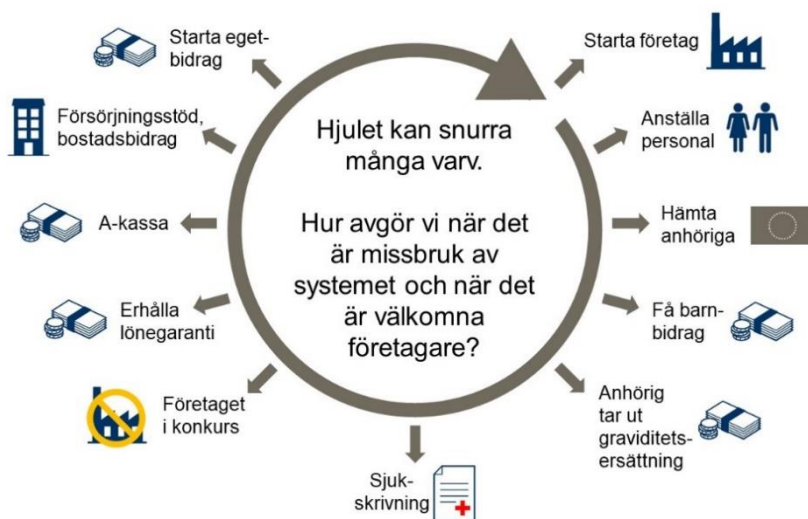 Starta eget-
bidrag
Försörjningsstöd,
bostadsbidrag
A-kassa
Erhålla
lönegaranti
Företaget
i konkurs
Sjuk-
skrivning
Hjulet kan snurra
många varv.
Hur avgör vi när det
är missbruk av
systemet och när det
är välkomna
företagare?
Starta företag
Anställa
personal
Hämta
anhöriga
Få barn-
bidrag
Anhörig
tar ut
graviditets-
ersättning